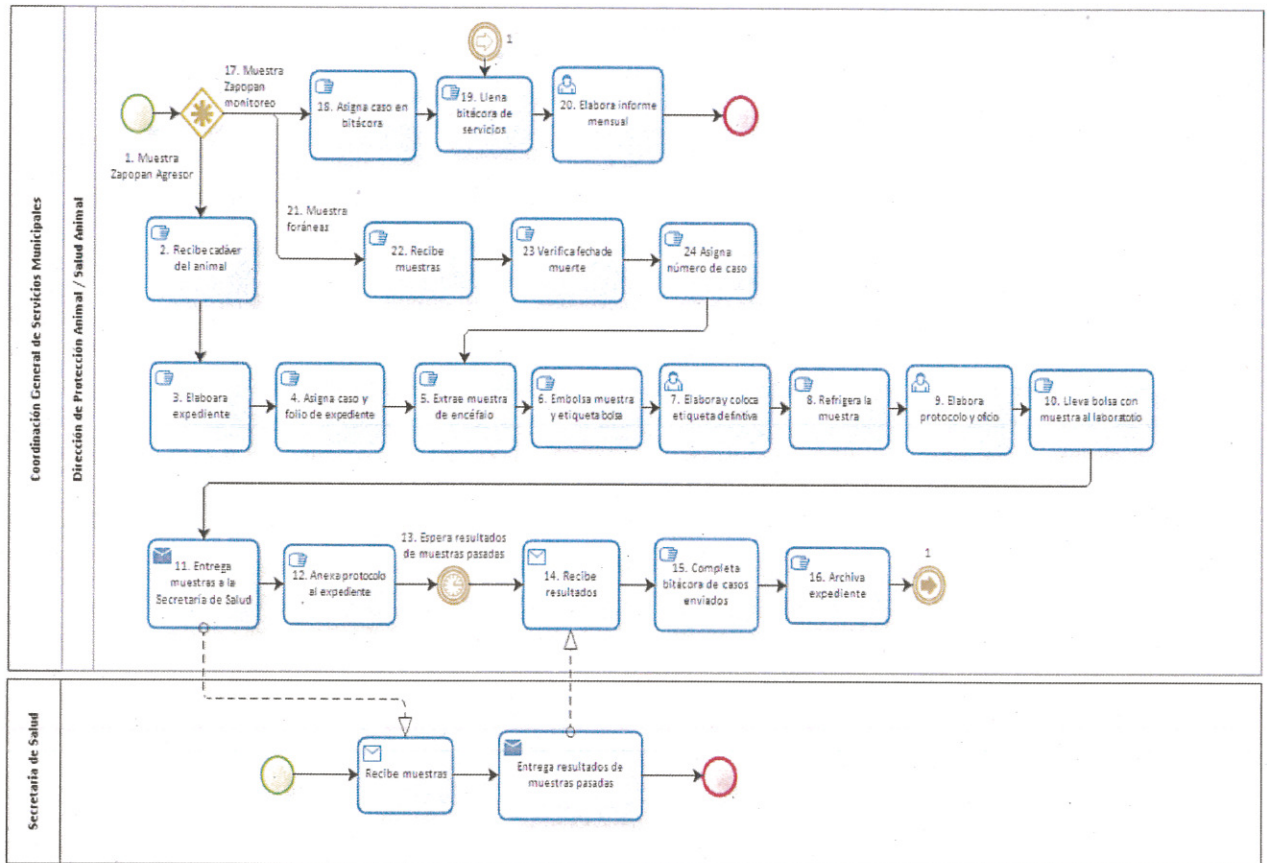 Coordinación General de Servicios Municipales
Dirección de Protección Animal / Salud Animal
1
17. Muestra
Zapopan
monitoreo
18. Asigna caso en
bitácora
19. Llena
bitácora de
servicios
20. Elabora informe
mensual
1. Muestra
Zapopan Agresor
21. Muestra
foráneas
2. Recibe cadáver
del animal
22. Recibe
muestras
23 Verifica fecha de
muerte
24 Asigna
número de caso
3. Elaboara
expediente
4. Asigna caso y
folio de expediente
5. Extrae muestra
de encéfalo
6. Embolsa muestra
y etiqueta bolsa
7. Elabora y coloca
etiqueta defintiva
8. Refrigera la
muestra
9. Elabora
protocolo y oficio
10. Lleva bolsa con
muestra al laboratotio
11. Entrega
muestras a la
Secretaría de Salud
12. Anexa protocolo
al expediente
13. Espera resultados
de muestras pasadas
14. Recibe
resultados
15. Completa
bitácora de casos
enviados
16. Archiva
expediente
1
Secretaría de Salud
Recibe muestras
Entrega resultados de
muestras pasadas